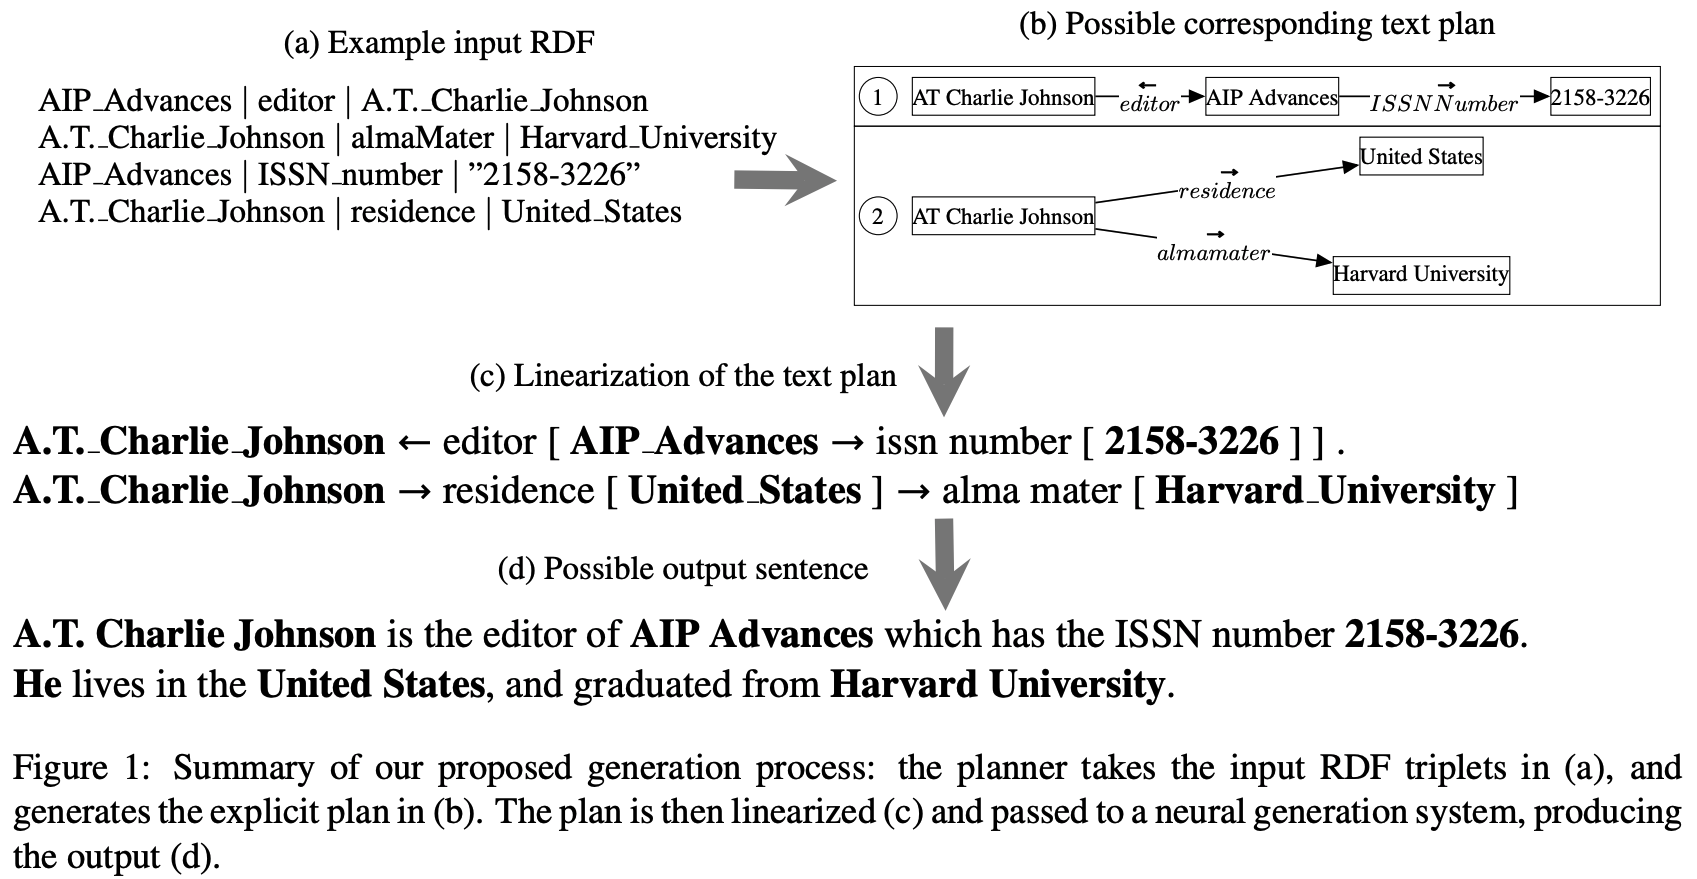 (a) Example input RDF
AIP_Advances | editor | A.T._Charlie_Johnson
A.T._Charlie_Johnson | almaMater | Harvard_University
AIP_Advances | ISSN_number | ”2158-3226”
A.T._Charlie_Johnson | residence | United_States
(b) Possible corresponding text plan
1 AT Charlie Johnson ← editor AIP Advances → ISSNNumber 2158-3226
2 AT Charlie Johnson
→ residence United States
→ almamater Harvard University
(c) Linearization of the text plan
A.T._Charlie_Johnson ← editor [ AIP_Advances → issn number [ 2158-3226 ] ] .
A.T._Charlie_Johnson → residence [ United_States ] → alma mater [ Harvard_University ]
(d) Possible output sentence
A.T. Charlie Johnson is the editor of AIP Advances which has the ISSN number 2158-3226.
He lives in the United States, and graduated from Harvard University.
Figure 1: Summary of our proposed generation process: the planner takes the input RDF triplets in (a), and
generates the explicit plan in (b). The plan is then linearized (c) and passed to a neural generation system, producing
the output (d).